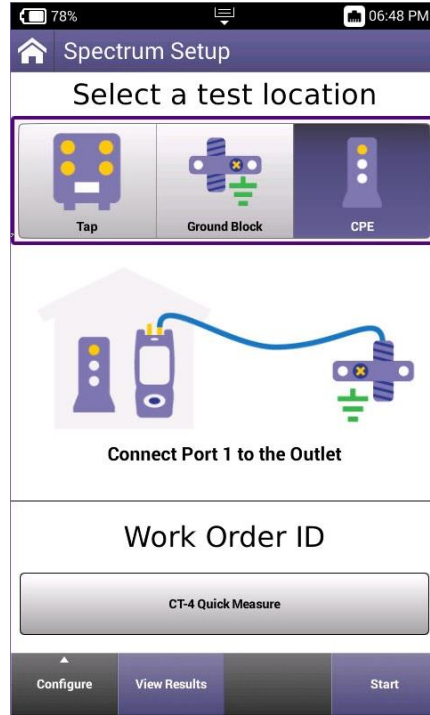 78%
06:48 PM
Spectrum Setup
Select a test location
Tap
Ground Block
CPE
Connect Port 1 to the Outlet
Work Order ID
CT-4 Quick Measure
Configure
View Results
Start